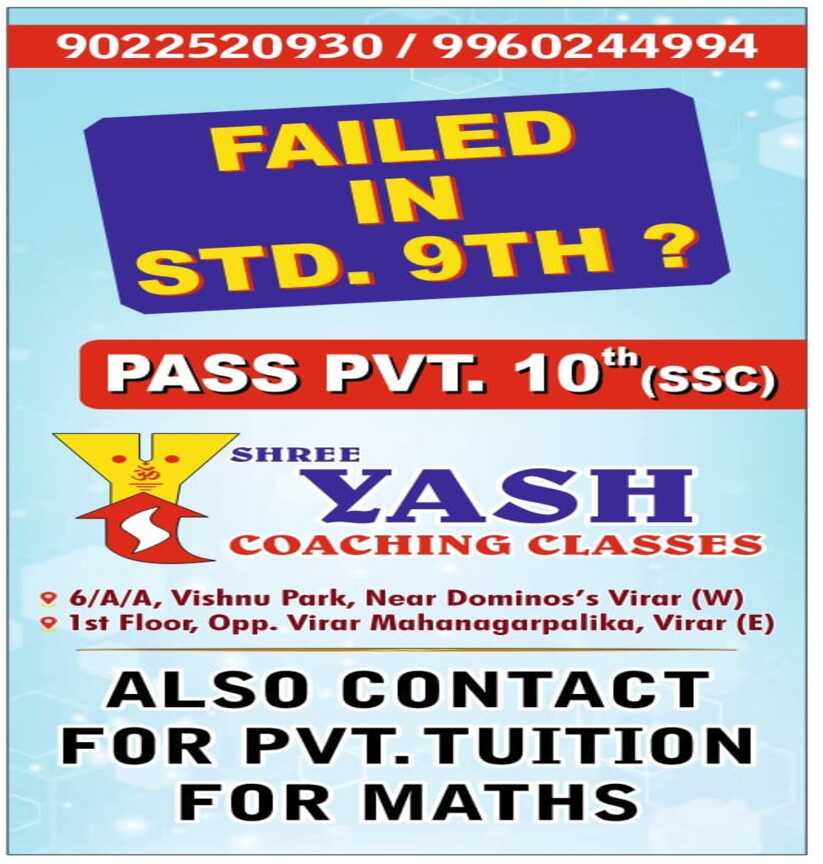 9022520930 / 9960244994
FAILED
IN
STD. 9TH ?
PASS PVT. 10th (SSC)
ॐ
SHREE
YASH
COACHING CLASSES
6/A/A, Vishnu Park, Near Dominos's Virar (W)
1st Floor, Opp. Virar Mahanagarpalika, Virar (E)
ALSO CONTACT
FOR PVT. TUITION
FOR MATHS